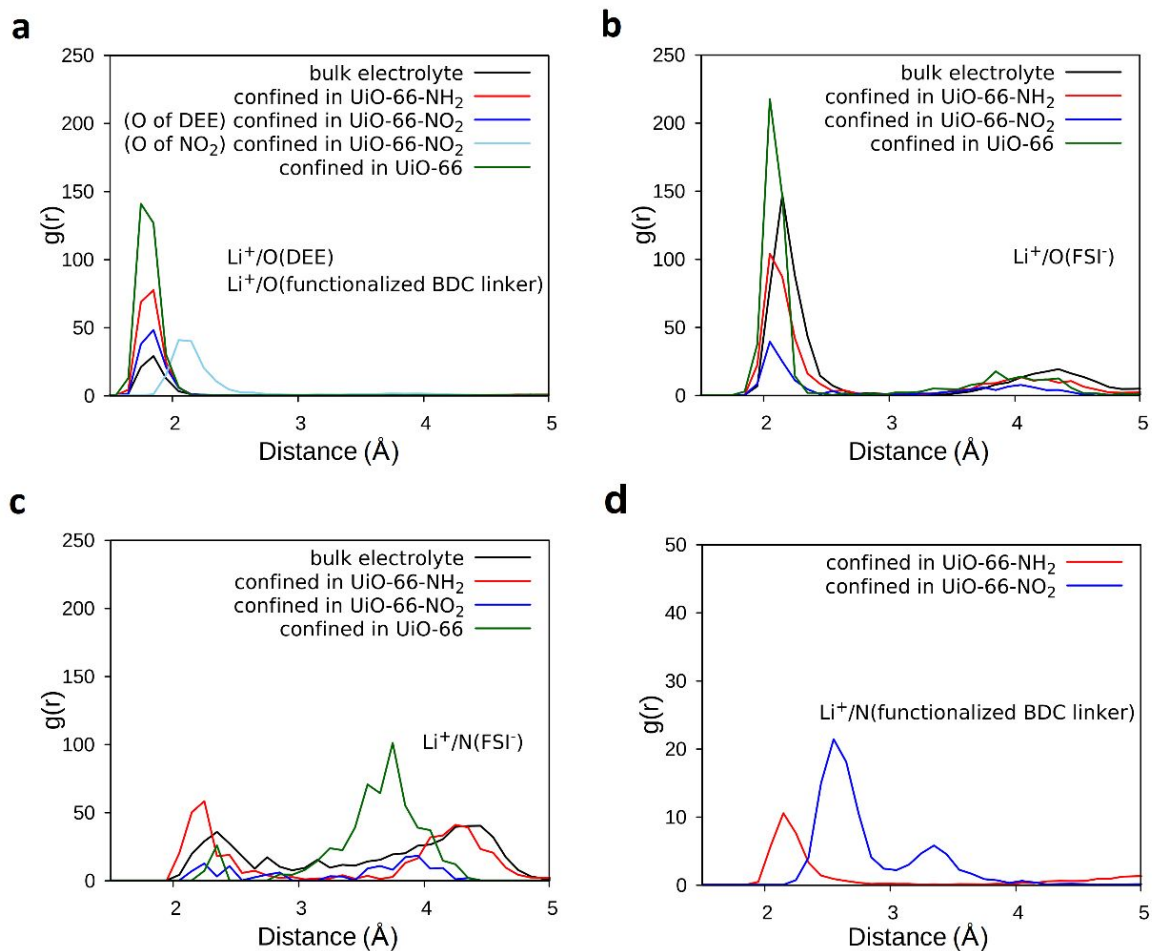 a
250
200
150
100
50
0
g(r)
bulk electrolyte
confined in UiO-66-NH₂
(O of DEE) confined in UiO-66-NO₂
(O of NO₂) confined in UiO-66-NO₂
confined in UiO-66
Li⁺/O(DEE)
Li⁺/O(functionalized BDC linker)
2 3 4 5
Distance (Å)
b
250
200
150
100
50
0
g(r)
bulk electrolyte
confined in UiO-66-NH₂
confined in UiO-66-NO₂
confined in UiO-66
Li⁺/O(FSI⁻)
2 3 4 5
Distance (Å)
c
250
200
150
100
50
0
g(r)
bulk electrolyte
confined in UiO-66-NH₂
confined in UiO-66-NO₂
confined in UiO-66
Li⁺/N(FSI⁻)
2 3 4 5
Distance (Å)
d
50
40
30
20
10
0
g(r)
confined in UiO-66-NH₂
confined in UiO-66-NO₂
Li⁺/N(functionalized BDC linker)
2 3 4 5
Distance (Å)